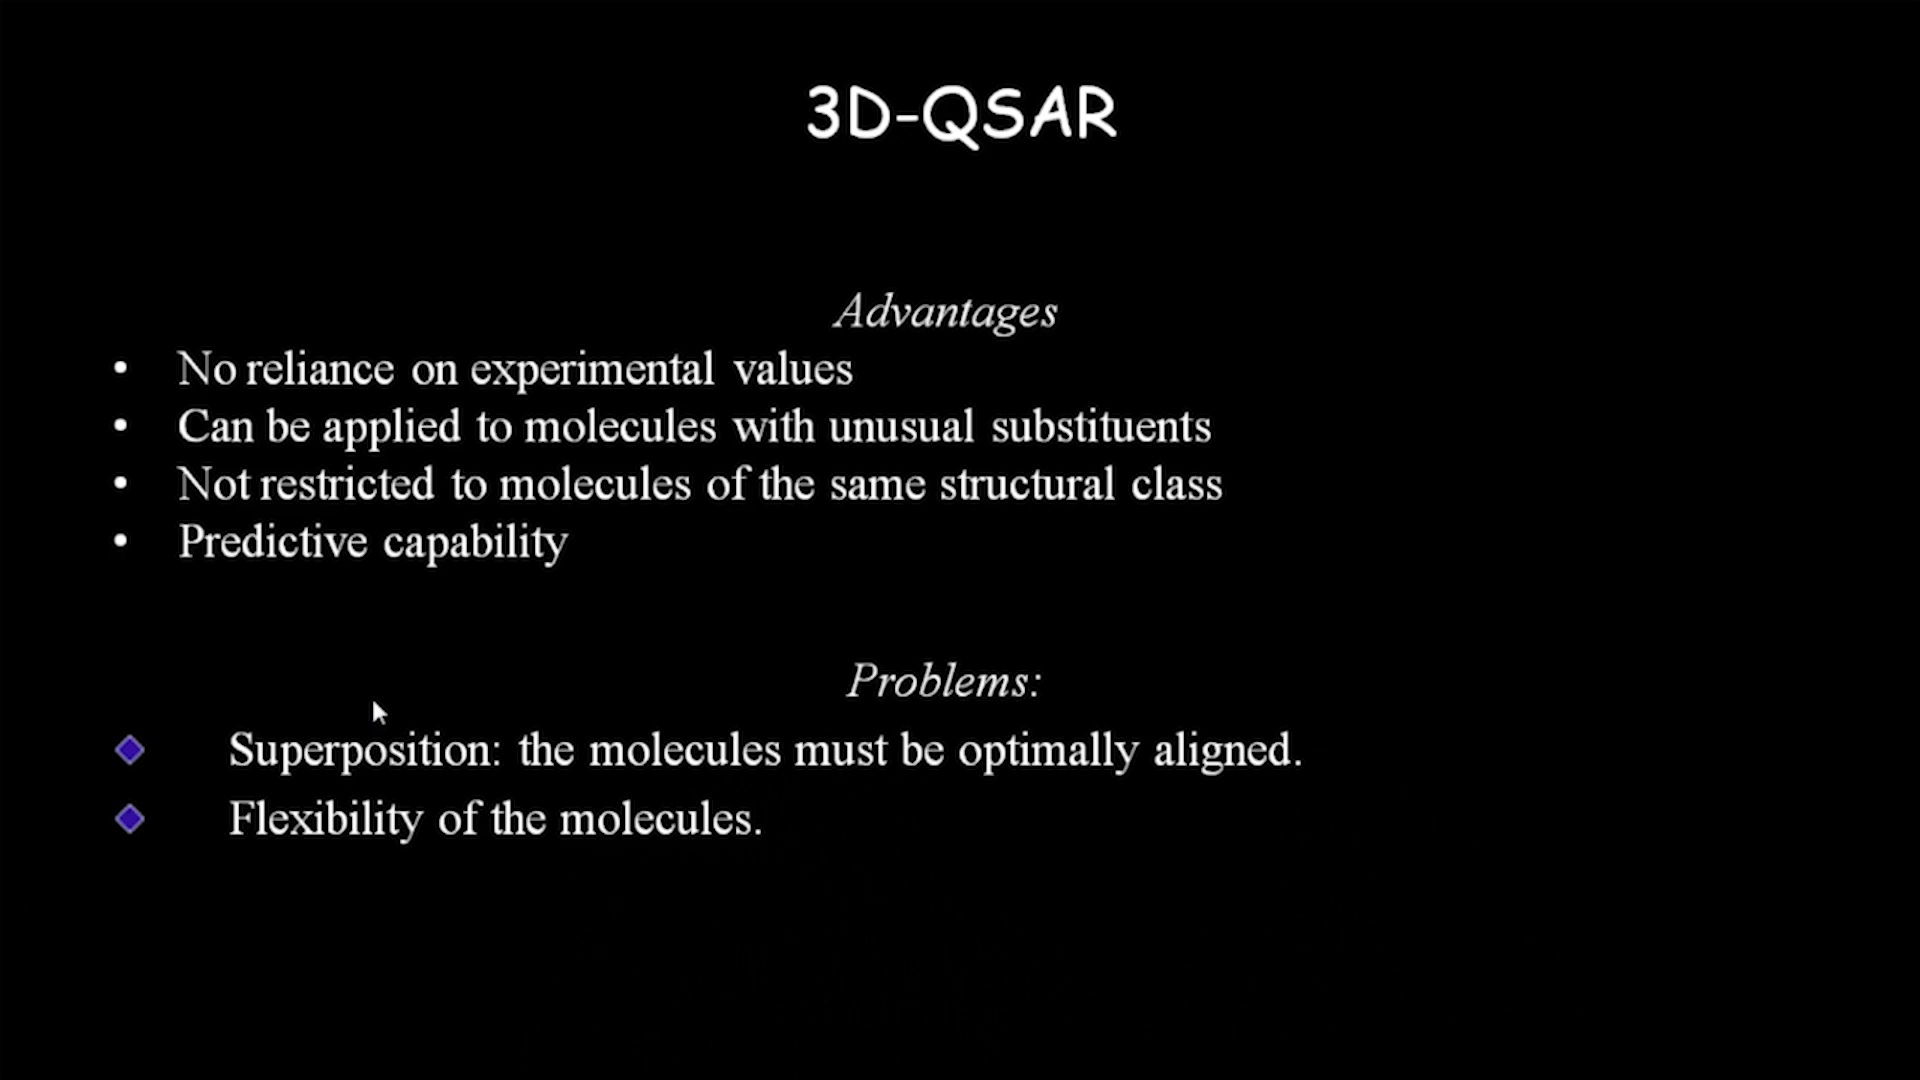 3D-QSAR
Advantages
• No reliance on experimental values
• Can be applied to molecules with unusual substituents
• Not restricted to molecules of the same structural class
• Predictive capability
Problems:
◆ Superposition: the molecules must be optimally aligned.
◆ Flexibility of the molecules.